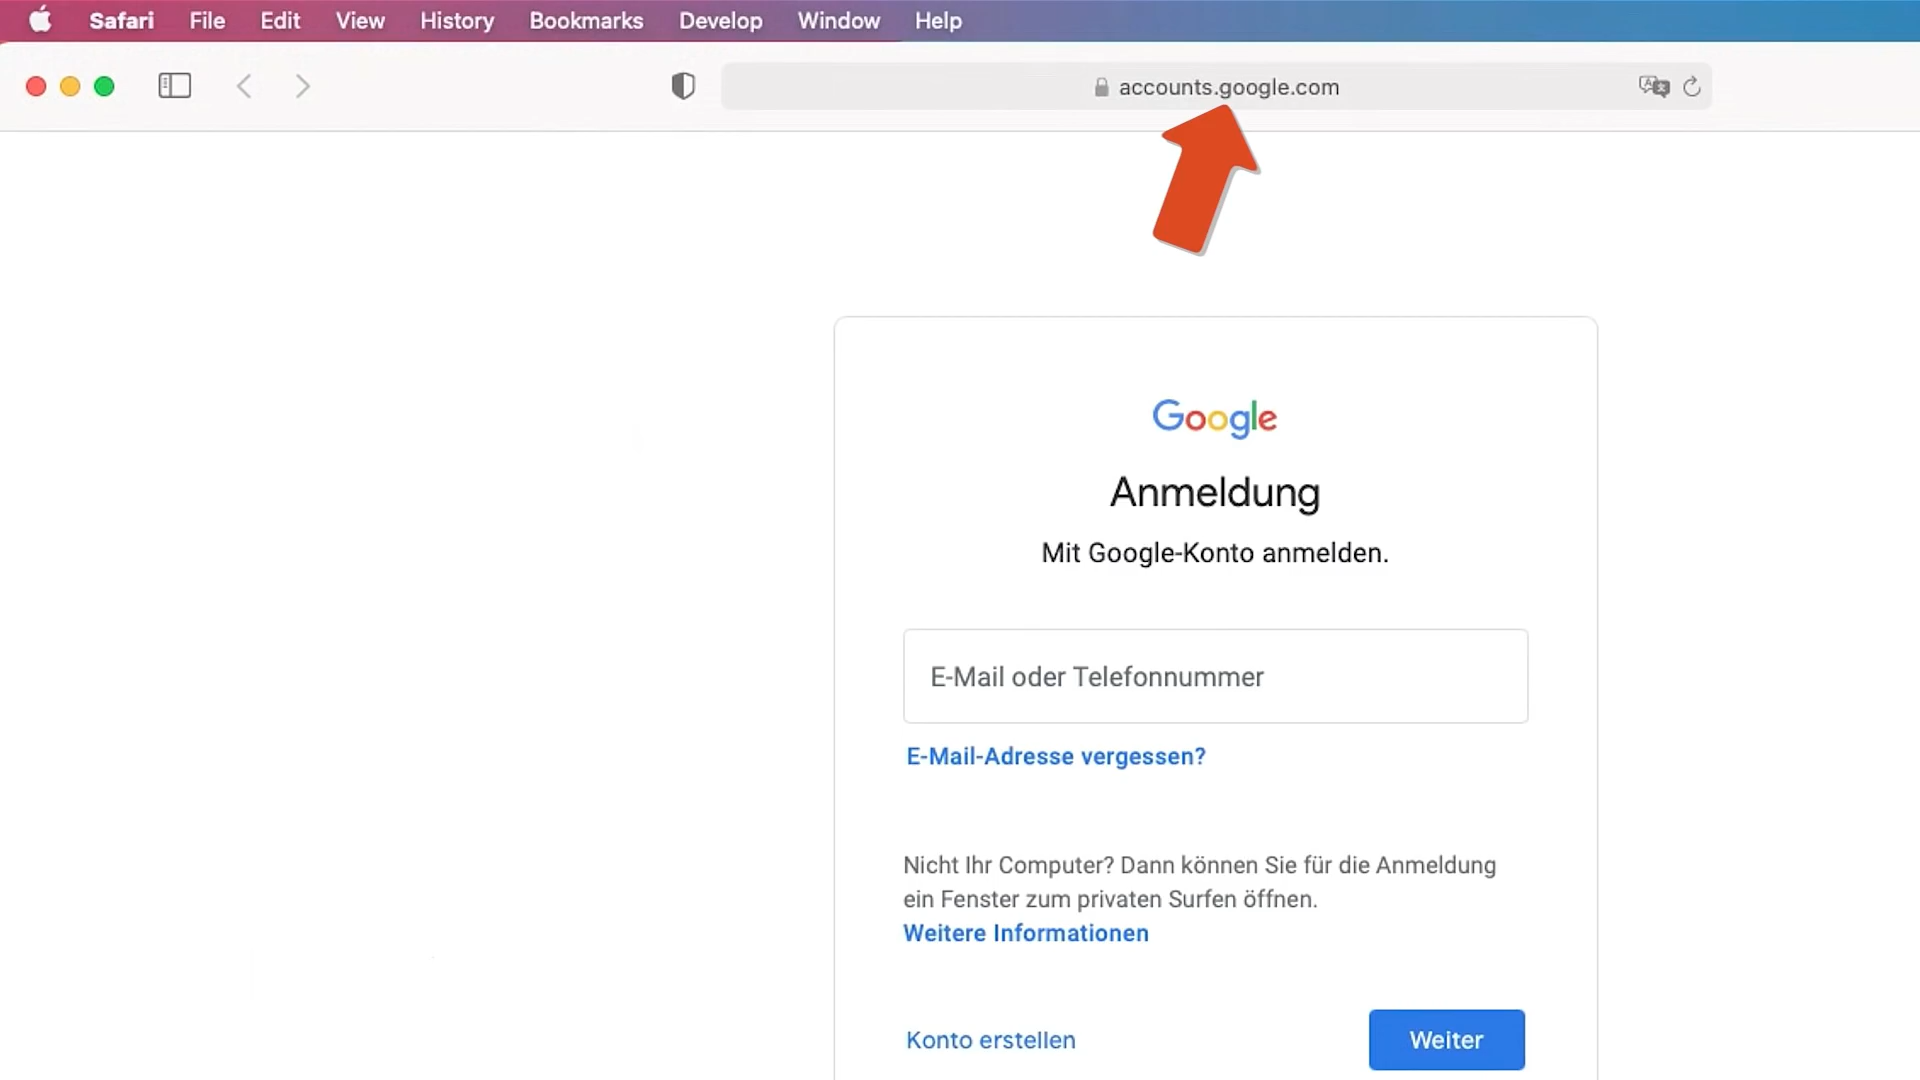 Safari File Edit View History Bookmarks Develop Window Help
accounts.google.com
Google
Anmeldung
Mit Google-Konto anmelden.
E-Mail oder Telefonnummer
E-Mail-Adresse vergessen?
Nicht Ihr Computer? Dann können Sie für die Anmeldung
ein Fenster zum privaten Surfen öffnen.
Weitere Informationen
Konto erstellen Weiter